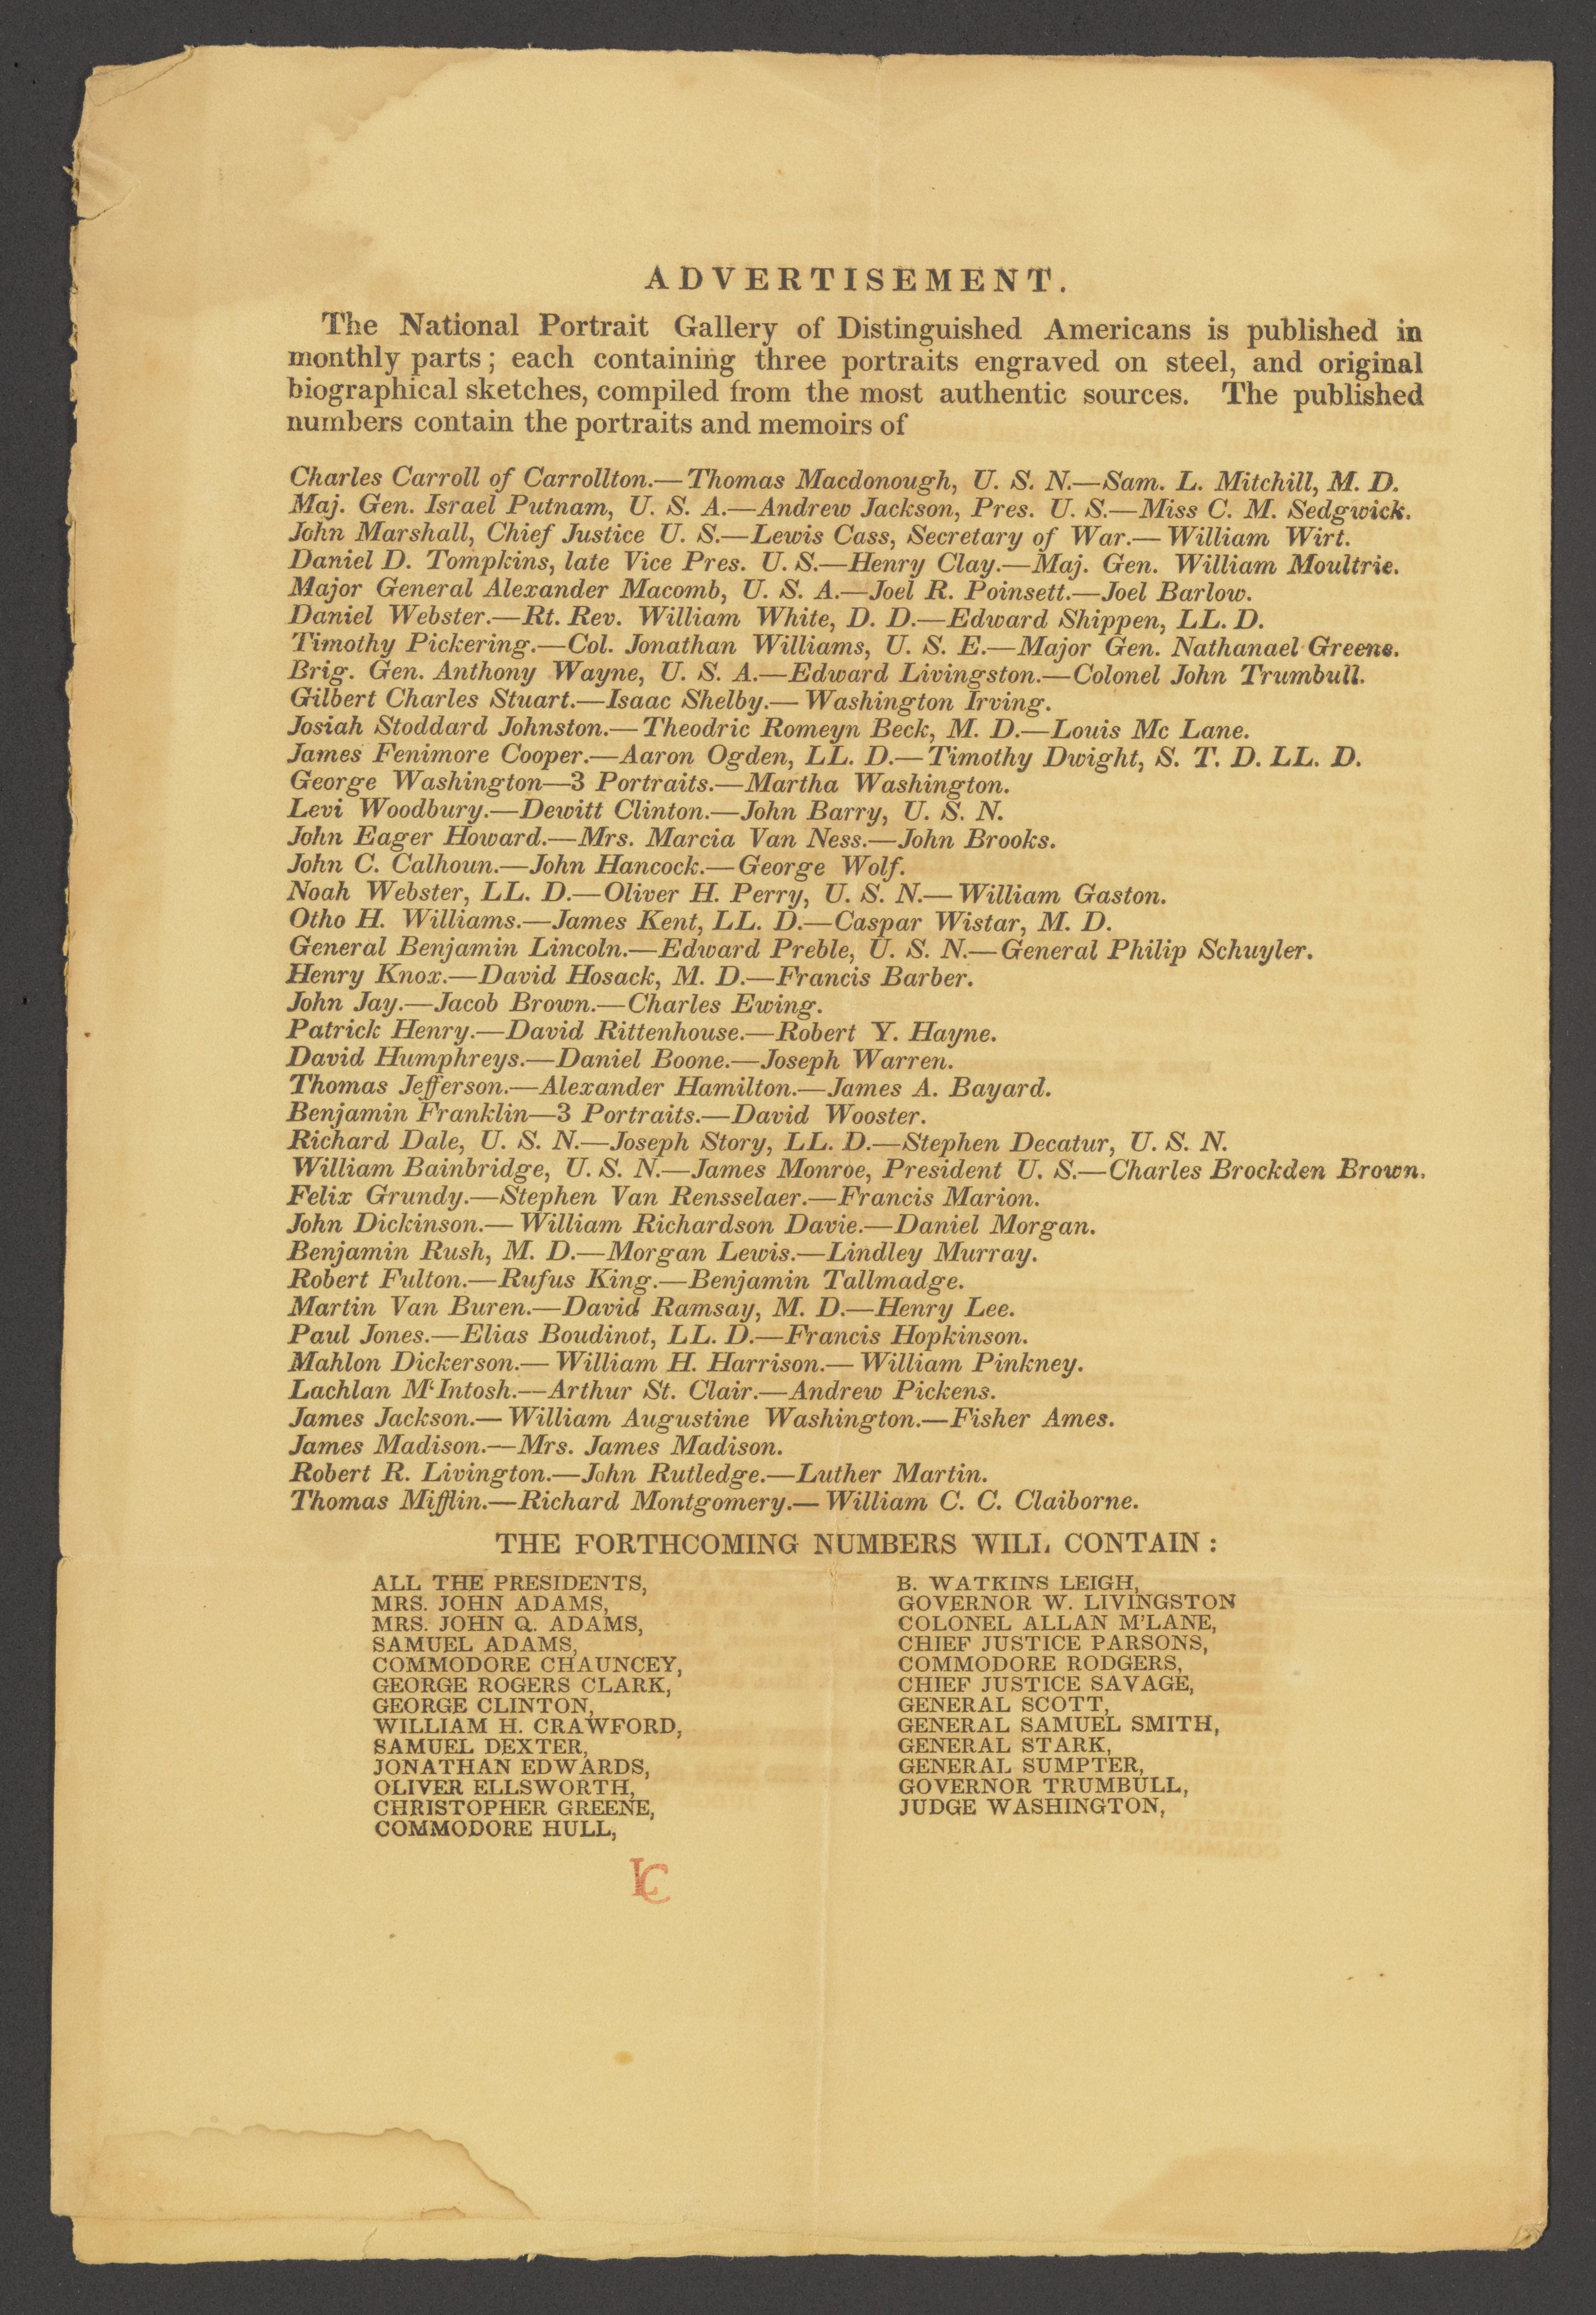 ADVERTISEMENT.
The National Portrait Gallery of Distinguished Americans is published in
monthly parts; each containing three portraits engraved on steel, and original
biographical sketches, compiled from the most authentic sources. The published
numbers contain the portraits and memoirs of
Charles Carroll of Carrollton.—Thomas Macdonough, U. S. N.—Sam. L. Mitchill, M. D.
Maj. Gen. Israel Putnam, U. S. A.—Andrew Jackson, Pres. U. S.—Miss C. M. Sedgwick.
John Marshall, Chief Justice U. S.—Lewis Cass, Secretary of War.—William Wirt.
Daniel D. Tompkins, late Vice Pres. U. S.—Henry Clay.—Maj. Gen. William Moultrie.
Major General Alexander Macomb, U. S. A.—Joel R. Poinsett.—Joel Barlow.
Daniel Webster.—Rt. Rev. William White, D. D.—Edward Shippen, LL. D.
Timothy Pickering.—Col. Jonathan Williams, U. S. E.—Major Gen. Nathanael Greene.
Brig. Gen. Anthony Wayne, U. S. A.—Edward Livingston.—Colonel John Trumbull.
Gilbert Charles Stuart.—Isaac Shelby.—Washington Irving.
Josiah Stoddard Johnston.—Theodric Romeyn Beck, M. D.—Louis Mc Lane.
James Fenimore Cooper.—Aaron Ogden, LL. D.—Timothy Dwight, S. T. D. LL. D.
George Washington—3 Portraits.—Martha Washington.
Levi Woodbury.—Dewitt Clinton.—John Barry, U. S. N.
John Eager Howard.—Mrs. Marcia Van Ness.—John Brooks.
John C. Calhoun.—John Hancock.—George Wolf.
Noah Webster, LL. D.—Oliver H. Perry, U. S. N.—William Gaston.
Otho H. Williams.—James Kent, LL. D.—Caspar Wistar, M. D.
General Benjamin Lincoln.—Edward Preble, U. S. N.—General Philip Schuyler.
Henry Knox.—David Hosack, M. D.—Francis Barber.
John Jay.—Jacob Brown.—Charles Ewing.
Patrick Henry.—David Rittenhouse.—Robert Y. Hayne.
David Humphreys.—Daniel Boone.—Joseph Warren.
Thomas Jefferson.—Alexander Hamilton.—James A. Bayard.
Benjamin Franklin—3 Portraits.—David Wooster.
Richard Dale, U. S. N.—Joseph Story, LL. D.—Stephen Decatur, U. S. N.
William Bainbridge, U. S. N.—James Monroe, President U. S.—Charles Brockden Brown.
Felix Grundy.—Stephen Van Rensselaer.—Francis Marion.
John Dickinson.—William Richardson Davie.—Daniel Morgan.
Benjamin Rush, M. D.—Morgan Lewis.—Lindley Murray.
Robert Fulton.—Rufus King.—Benjamin Tallmadge.
Martin Van Buren.—David Ramsay, M. D.—Henry Lee.
Paul Jones.—Elias Boudinot, LL. D.—Francis Hopkinson.
Mahlon Dickerson.—William H. Harrison.—William Pinkney.
Lachlan M‘Intosh.—Arthur St. Clair.—Andrew Pickens.
James Jackson.—William Augustine Washington.—Fisher Ames.
James Madison.—Mrs. James Madison.
Robert R. Livington.—John Rutledge.—Luther Martin.
Thomas Mifflin.—Richard Montgomery.—William C. C. Claiborne.
THE FORTHCOMING NUMBERS WILL CONTAIN:
ALL THE PRESIDENTS,
MRS. JOHN ADAMS,
MRS. JOHN Q. ADAMS,
SAMUEL ADAMS,
COMMODORE CHAUNCEY,
GEORGE ROGERS CLARK,
GEORGE CLINTON,
WILLIAM H. CRAWFORD,
SAMUEL DEXTER,
JONATHAN EDWARDS,
OLIVER ELLSWORTH,
CHRISTOPHER GREENE,
COMMODORE HULL,
B. WATKINS LEIGH,
GOVERNOR W. LIVINGSTON
COLONEL ALLAN M'LANE,
CHIEF JUSTICE PARSONS,
COMMODORE RODGERS,
CHIEF JUSTICE SAVAGE,
GENERAL SCOTT,
GENERAL SAMUEL SMITH,
GENERAL STARK,
GENERAL SUMPTER,
GOVERNOR TRUMBULL,
JUDGE WASHINGTON,
LC